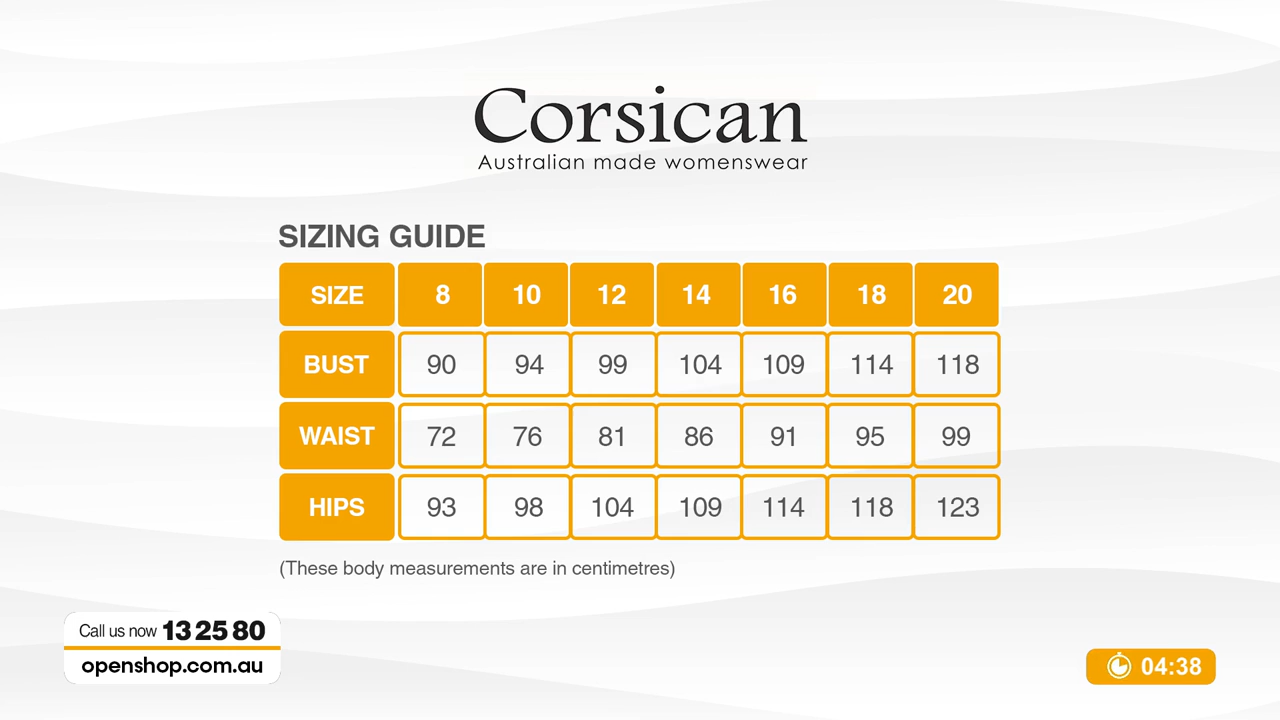 Corsican
Australian made womenswear
SIZING GUIDE
SIZE 8 10 12 14 16 18 20
BUST 90 94 99 104 109 114 118
WAIST 72 76 81 86 91 95 99
HIPS 93 98 104 109 114 118 123
(These body measurements are in centimetres)
Call us now 13 25 80
openshop.com.au
04:38